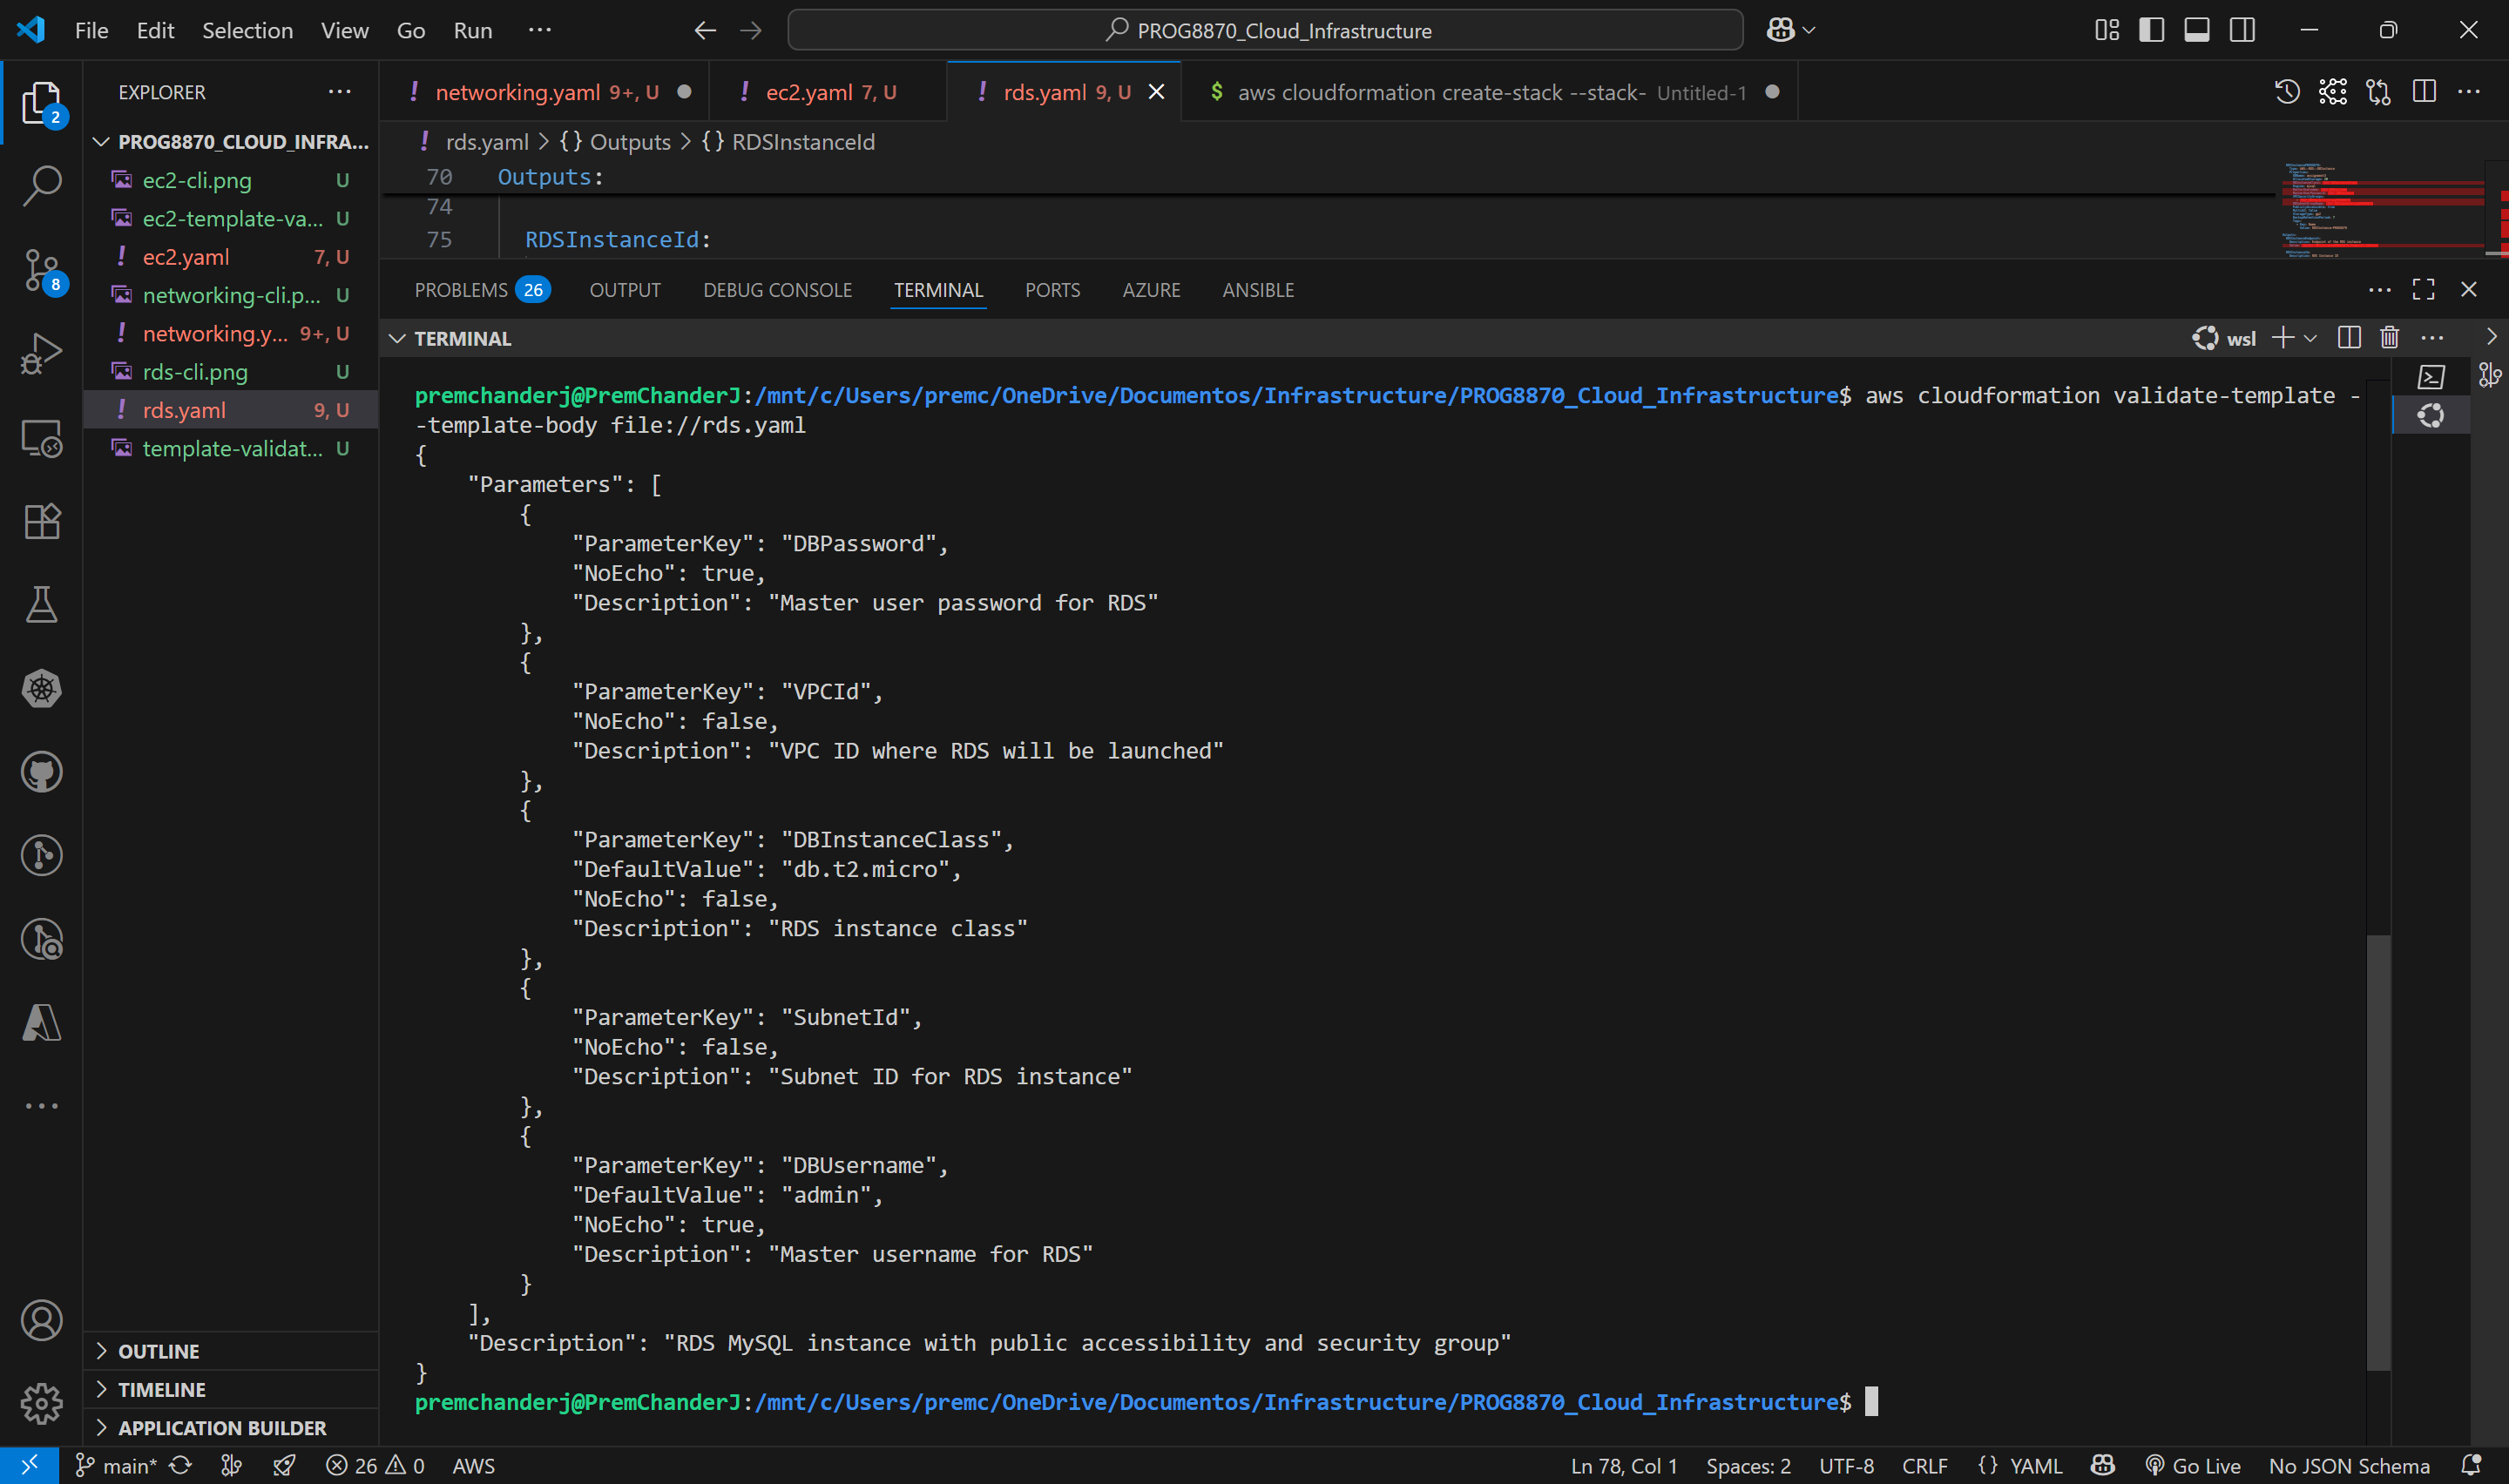 File Edit Selection View Go Run ··· PROG8870_Cloud_Infrastructure
EXPLORER ···
networking.yaml 9+, U
ec2.yaml 7, U
rds.yaml 9, U
$ aws cloudformation create-stack --stack- Untitled-1
PROG8870_CLOUD_INFRA...
ec2-cli.png U
ec2-template-va... U
ec2.yaml 7, U
networking-cli.p... U
networking.y... 9+, U
rds-cli.png U
rds.yaml 9, U
template-validat... U
2
8
OUTLINE
TIMELINE
APPLICATION BUILDER
rds.yaml > {} Outputs > {} RDSInstanceId
70 Outputs:
74
75 RDSInstanceId:
PROBLEMS 26 OUTPUT DEBUG CONSOLE TERMINAL PORTS AZURE ANSIBLE
TERMINAL
wsl
premchanderj@PremChanderJ:/mnt/c/Users/premc/OneDrive/Documentos/Infrastructure/PROG8870_Cloud_Infrastructure$ aws cloudformation validate-template -
-template-body file://rds.yaml
{
"Parameters": [
{
"ParameterKey": "DBPassword",
"NoEcho": true,
"Description": "Master user password for RDS"
},
{
"ParameterKey": "VPCId",
"NoEcho": false,
"Description": "VPC ID where RDS will be launched"
},
{
"ParameterKey": "DBInstanceClass",
"DefaultValue": "db.t2.micro",
"NoEcho": false,
"Description": "RDS instance class"
},
{
"ParameterKey": "SubnetId",
"NoEcho": false,
"Description": "Subnet ID for RDS instance"
},
{
"ParameterKey": "DBUsername",
"DefaultValue": "admin",
"NoEcho": true,
"Description": "Master username for RDS"
}
],
"Description": "RDS MySQL instance with public accessibility and security group"
}
premchanderj@PremChanderJ:/mnt/c/Users/premc/OneDrive/Documentos/Infrastructure/PROG8870_Cloud_Infrastructure$
main* 26 0 AWS Ln 78, Col 1 Spaces: 2 UTF-8 CRLF {} YAML Go Live No JSON Schema